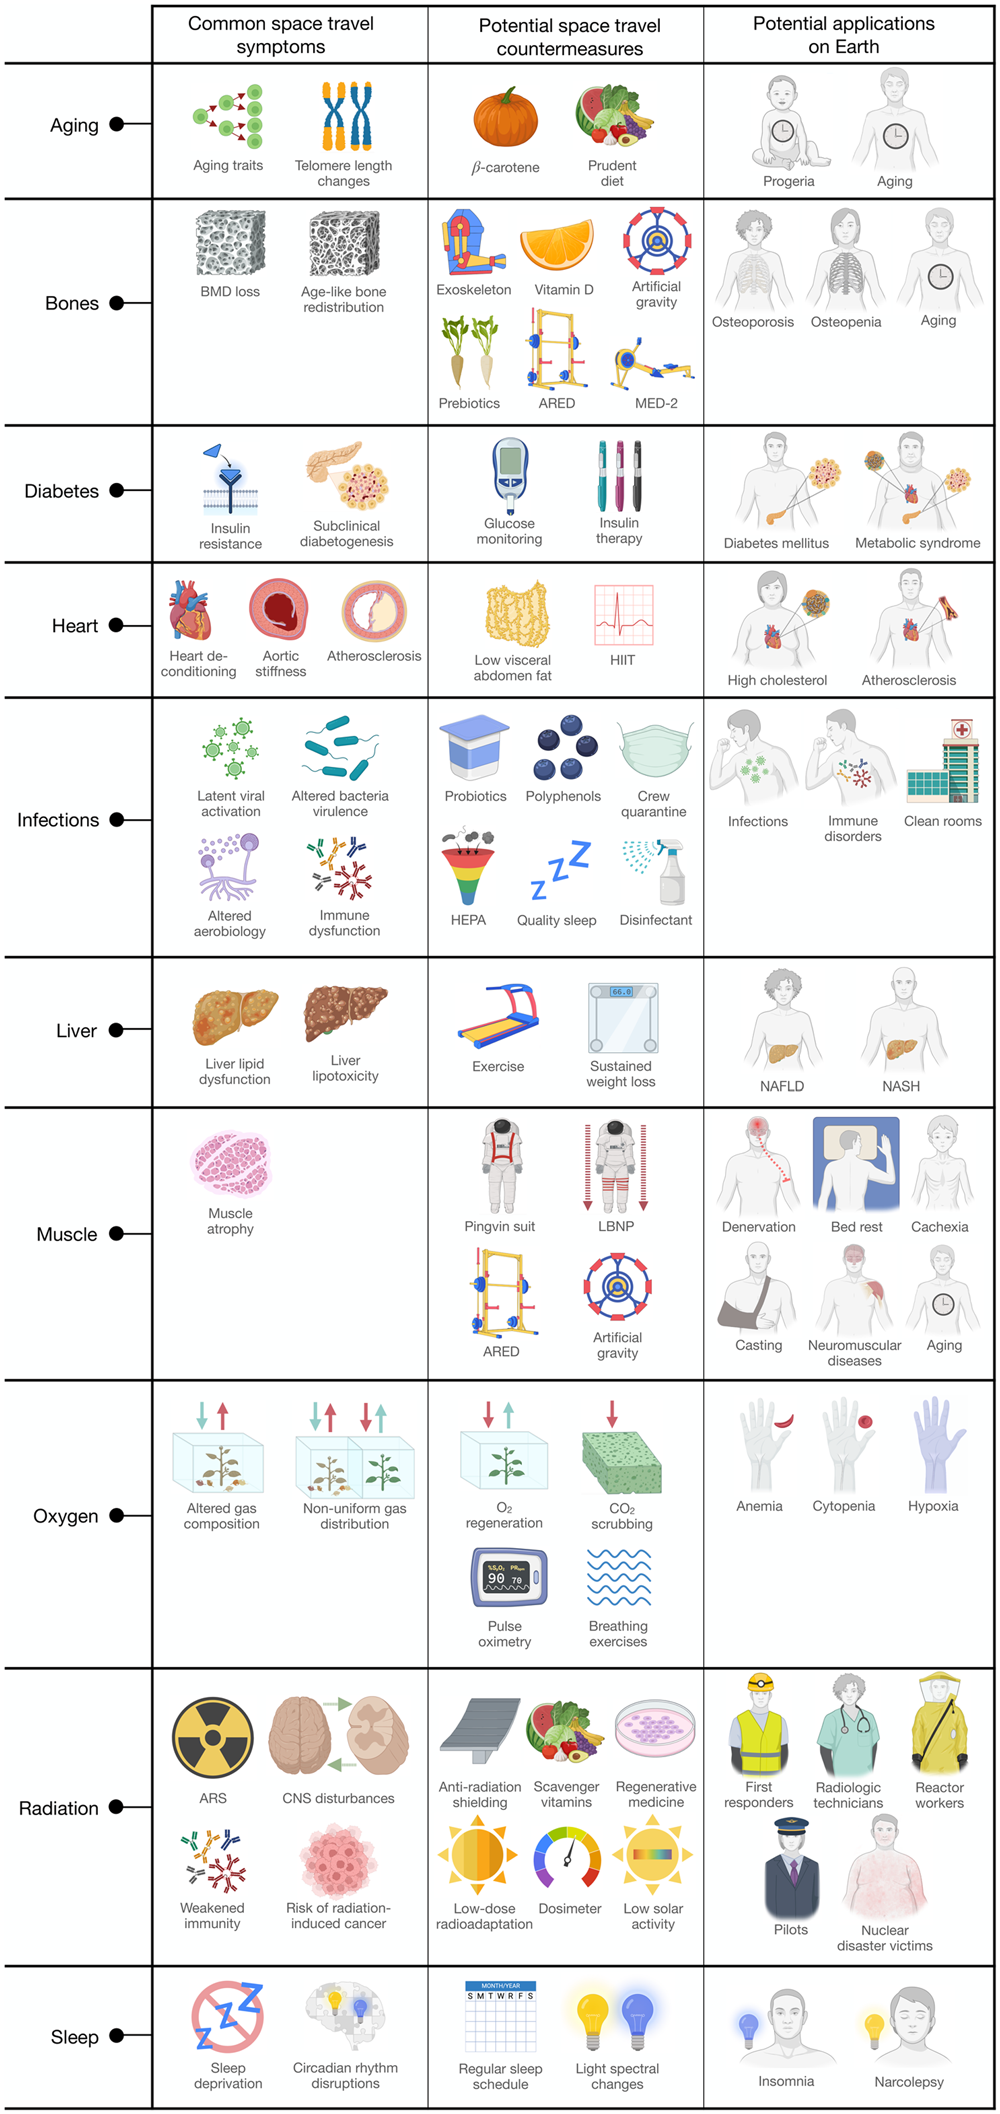 Common space travel
symptoms
Potential space travel
countermeasures
Potential applications
on Earth
Aging
Aging traits
Telomere length
changes
β-carotene
Prudent
diet
Progeria
Aging
Bones
BMD loss
Age-like bone
redistribution
Exoskeleton
Vitamin D
Artificial
gravity
Prebiotics
ARED
MED-2
Osteoporosis
Osteopenia
Aging
Diabetes
Insulin
resistance
Subclinical
diabetogenesis
Glucose
monitoring
Insulin
therapy
Diabetes mellitus
Metabolic syndrome
Heart
Heart de-
conditioning
Aortic
stiffness
Atherosclerosis
Low visceral
abdomen fat
HIIT
High cholesterol
Atherosclerosis
Infections
Latent viral
activation
Altered bacteria
virulence
Altered
aerobiology
Immune
dysfunction
Probiotics
Polyphenols
Crew
quarantine
HEPA
Quality sleep
Disinfectant
Infections
Immune
disorders
Clean rooms
Liver
Liver lipid
dysfunction
Liver
lipotoxicity
Exercise
66.0
Sustained
weight loss
NAFLD
NASH
Muscle
Muscle
atrophy
Pingvin suit
LBNP
ARED
Artificial
gravity
Denervation
Bed rest
Cachexia
Casting
Neuromuscular
diseases
Aging
Oxygen
Altered gas
composition
Non-uniform gas
distribution
O₂
regeneration
CO₂
scrubbing
%SₚO₂ PRbpm
90 70
Pulse
oximetry
Breathing
exercises
Anemia
Cytopenia
Hypoxia
Radiation
ARS
CNS disturbances
Weakened
immunity
Risk of radiation-
induced cancer
Anti-radiation
shielding
Scavenger
vitamins
Regenerative
medicine
Low-dose
radioadaptation
Dosimeter
Low solar
activity
First
responders
Radiologic
technicians
Reactor
workers
Pilots
Nuclear
disaster victims
Sleep
Z Z Z
Sleep
deprivation
Circadian rhythm
disruptions
MONTH/YEAR
S M T W R F S
Regular sleep
schedule
Light spectral
changes
Insomnia
Narcolepsy